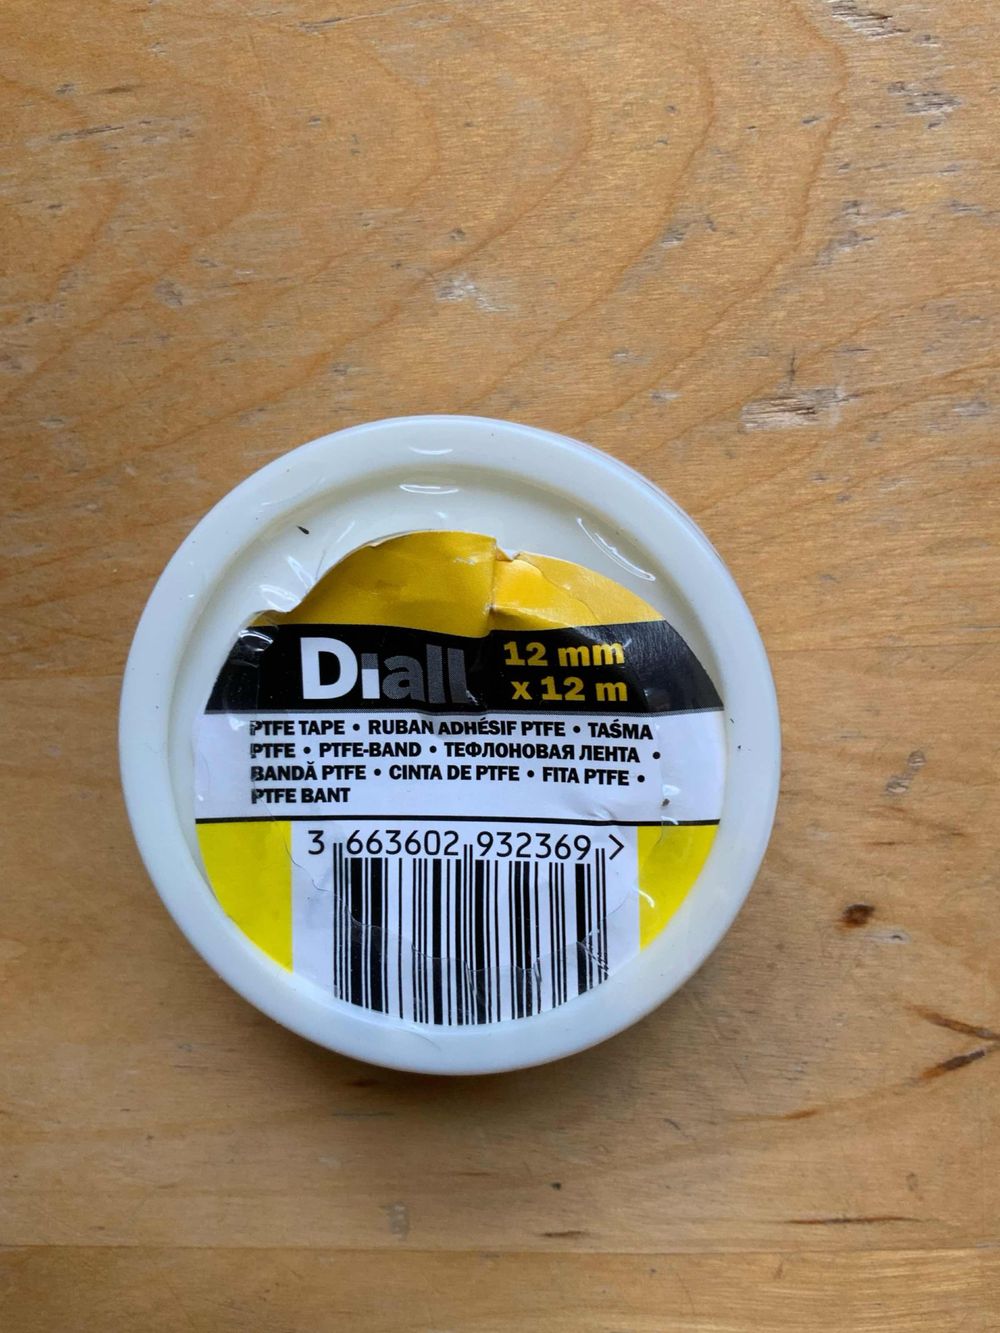 Diall
12 mm
x 12 m
PTFE TAPE • RUBAN ADHÉSIF PTFE • TAŚMA
PTFE • PTFE-BAND • ТЕФЛОНОВАЯ ЛЕНТА •
BANDĂ PTFE • CINTA DE PTFE • FITA PTFE •
PTFE BANT
3 663602 932369 >